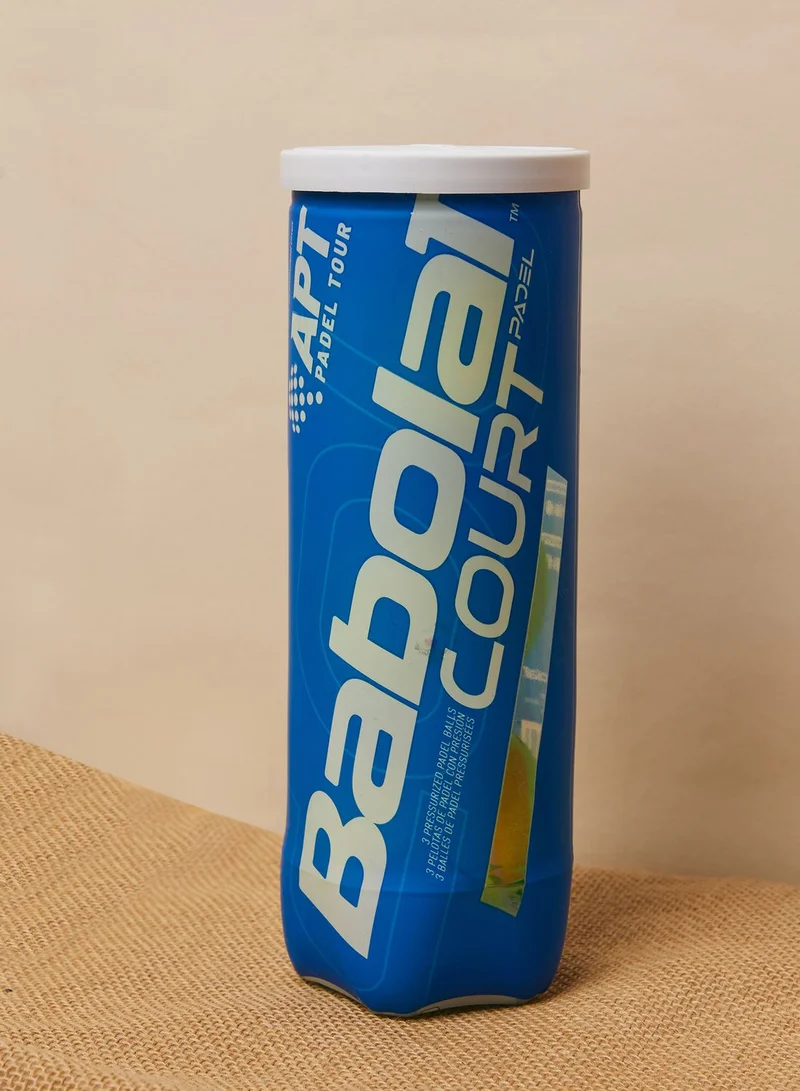 APT
PADEL TOUR
Babolat
TM
COURT PADEL
3 PRESSURIZED PADEL BALLS
3 PELOTAS DE PADEL CON PRESIÓN
3 BALLES DE PADEL PRESSURISÉES